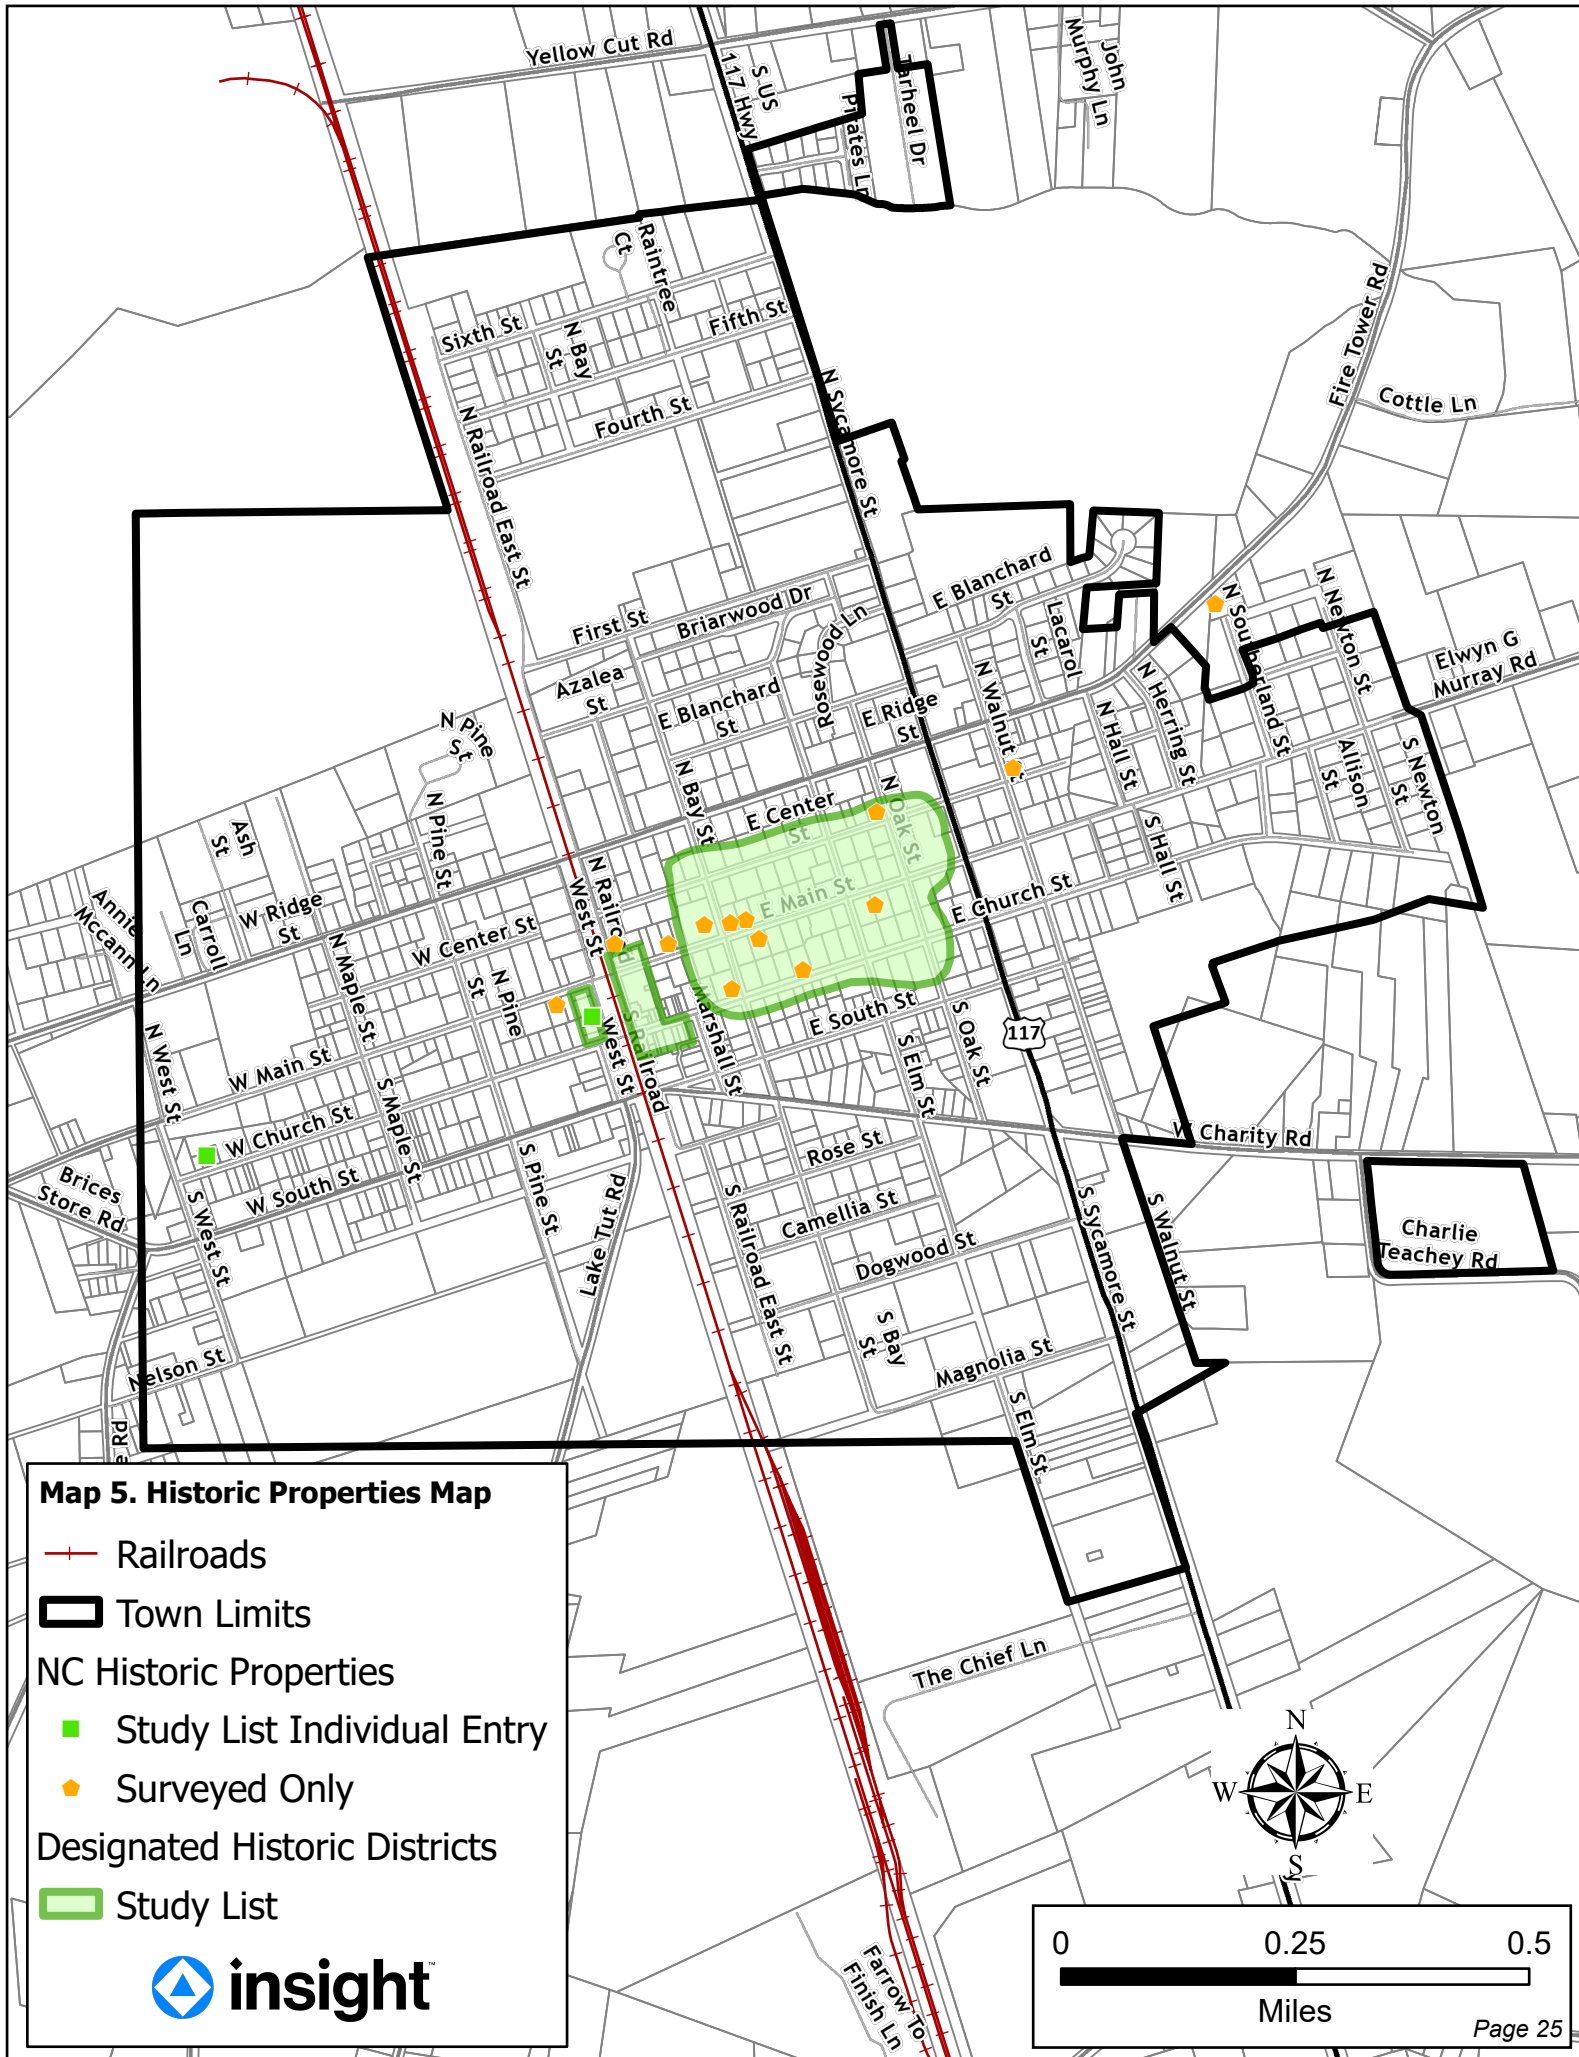 Yellow Cut Rd
S US
117 Hwy
Tarheel Dr
Pirates Ln
John
Murphy Ln
Raintree
Ct
Sixth St
N Bay
St
Fifth St
Fourth St
Fire Tower Rd
Cottle Ln
N Sycamore St
N Railroad East St
E Blanchard
St
First St
Briarwood Dr
Lacarol
St
N Southerland St
N Newton St
Elwyn G
Murray Rd
Azalea
St
Rosewood Ln
E Blanchard
St
E Ridge
St
N Walnut St
N Herring St
N Hall St
Allison
St
S Newton
St
N Pine
St
N Bay St
E Center
St
N Oak St
N Pine St
Ash
St
Annie
Mccann Ln
Carroll
Ln
W Ridge
St
N Railroad
West St
W Center St
E Main St
E Church St
S Hall St
N Maple St
N Pine
St
N West St
W Main St
S Railroad
West St
Marshall St
E South St
S Oak St
S Elm St
117
W Charity Rd
W Church St
S Maple St
Brices
Store Rd
W South St
S West St
S Pine St
Lake Tut Rd
Rose St
Camellia St
Dogwood St
S Railroad East St
S Bay
St
S Sycamore St
S Walnut St
Charlie
Teachey Rd
Nelson St
Magnolia St
S Elm St
e Rd
The Chief Ln
Farrow To
Finish Ln
Map 5. Historic Properties Map
Railroads
Town Limits
NC Historic Properties
Study List Individual Entry
Surveyed Only
Designated Historic Districts
Study List
insight™
N
W
E
S
0 0.25 0.5
Miles
Page 25